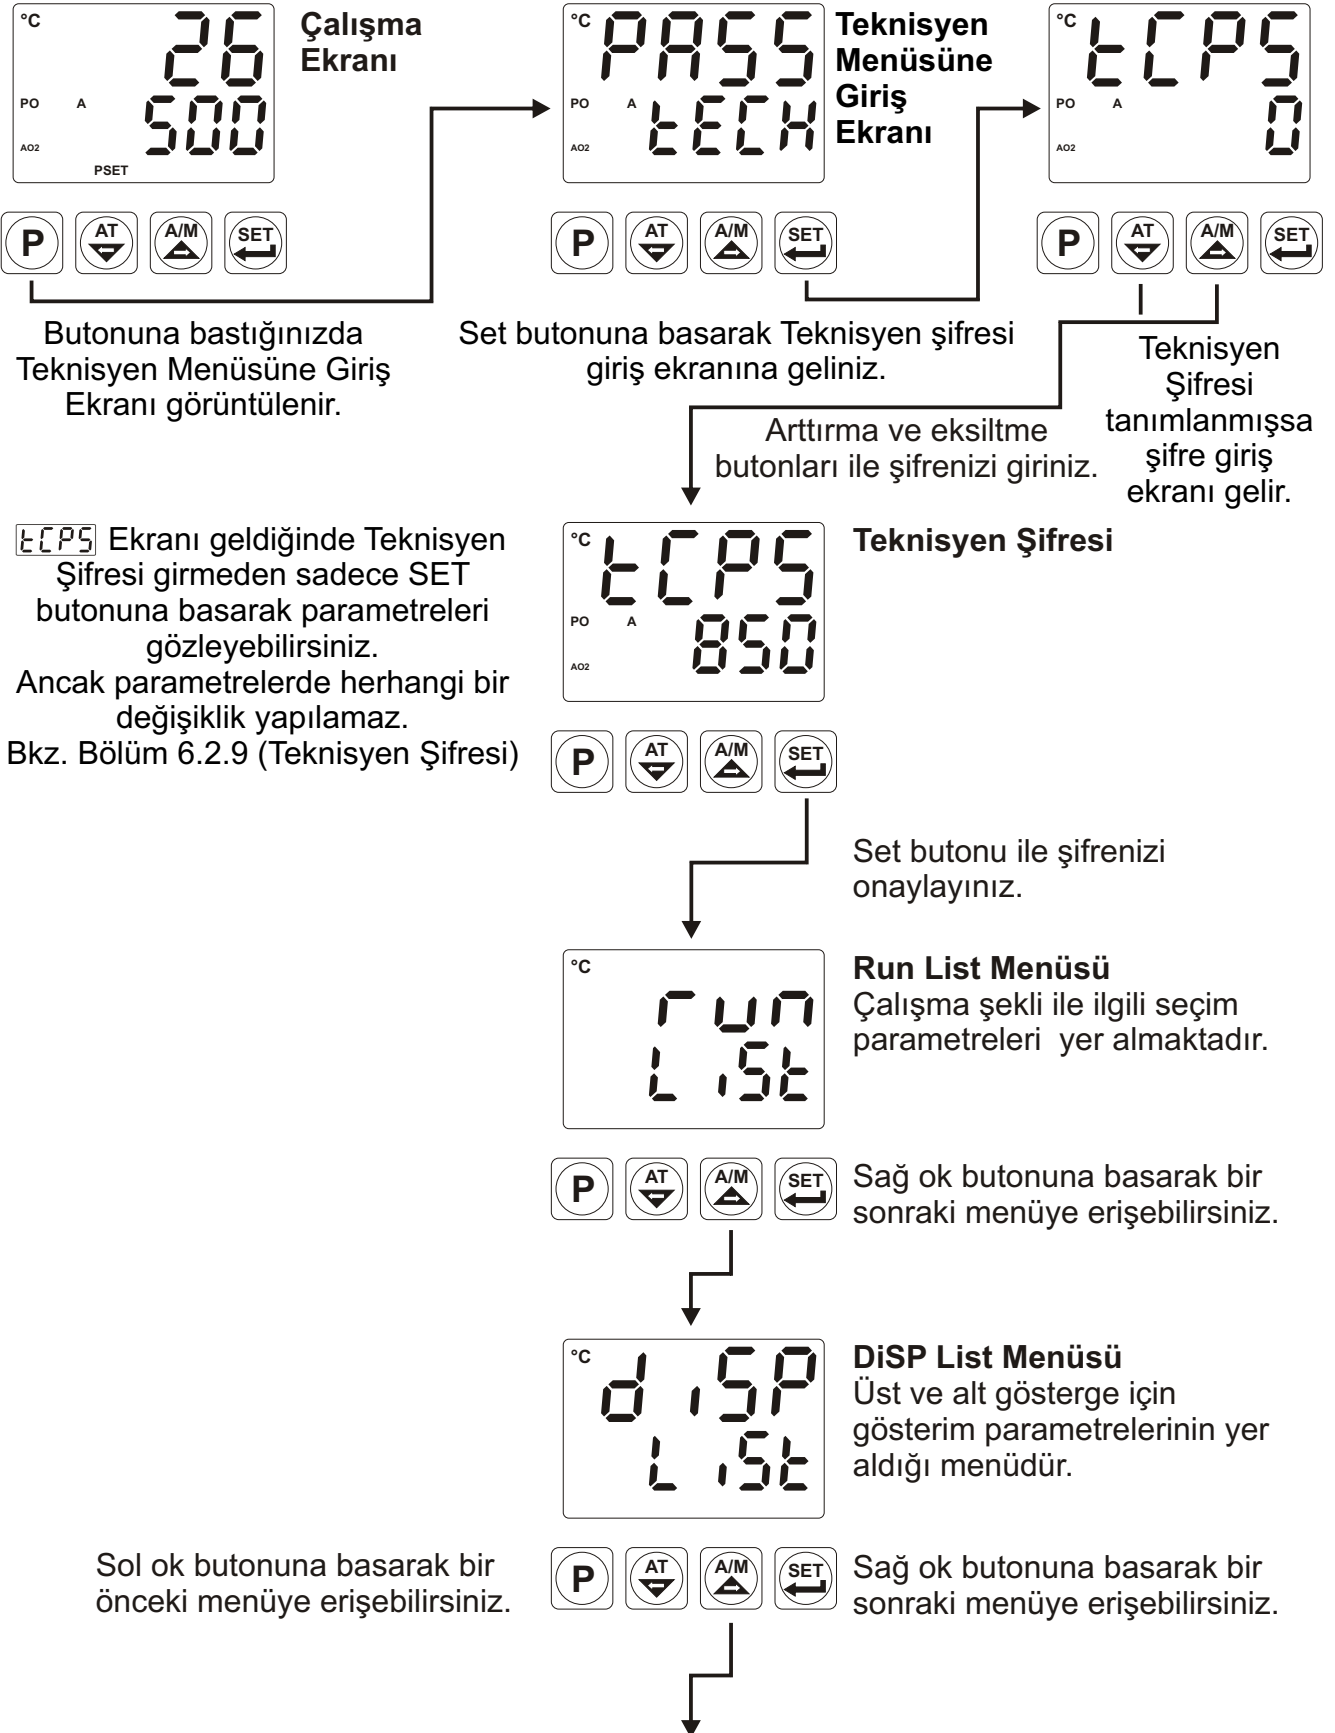 °C
26
PO A
500
AO2
PSET
Çalışma
Ekranı
P AT A/M SET
Butonuna bastığınızda
Teknisyen Menüsüne Giriş
Ekranı görüntülenir.
°C
PASS
PO A
tECH
AO2
Teknisyen
Menüsüne
Giriş
Ekranı
P AT A/M SET
Set butonuna basarak Teknisyen şifresi
giriş ekranına geliniz.
°C
tCPS
PO A
0
AO2
P AT A/M SET
Teknisyen
Şifresi
tanımlanmışsa
şifre giriş
ekranı gelir.
Arttırma ve eksiltme
butonları ile şifrenizi giriniz.
tCPS Ekranı geldiğinde Teknisyen
Şifresi girmeden sadece SET
butonuna basarak parametreleri
gözleyebilirsiniz.
Ancak parametrelerde herhangi bir
değişiklik yapılamaz.
Bkz. Bölüm 6.2.9 (Teknisyen Şifresi)
°C
tCPS
PO A
850
AO2
Teknisyen Şifresi
P AT A/M SET
Set butonu ile şifrenizi
onaylayınız.
°C
run
LiSt
Run List Menüsü
Çalışma şekli ile ilgili seçim
parametreleri yer almaktadır.
P AT A/M SET
Sağ ok butonuna basarak bir
sonraki menüye erişebilirsiniz.
°C
diSP
LiSt
DiSP List Menüsü
Üst ve alt gösterge için
gösterim parametrelerinin yer
aldığı menüdür.
Sol ok butonuna basarak bir
önceki menüye erişebilirsiniz.
P AT A/M SET
Sağ ok butonuna basarak bir
sonraki menüye erişebilirsiniz.